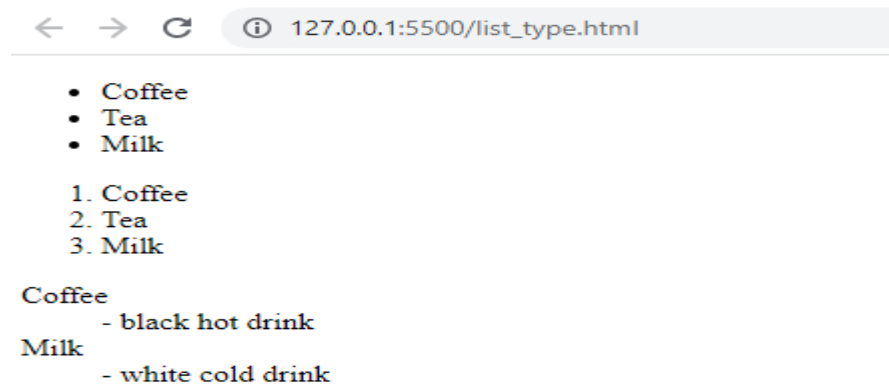 127.0.0.1:5500/list_type.html
• Coffee
• Tea
• Milk
1. Coffee
2. Tea
3. Milk
Coffee
- black hot drink
Milk
- white cold drink